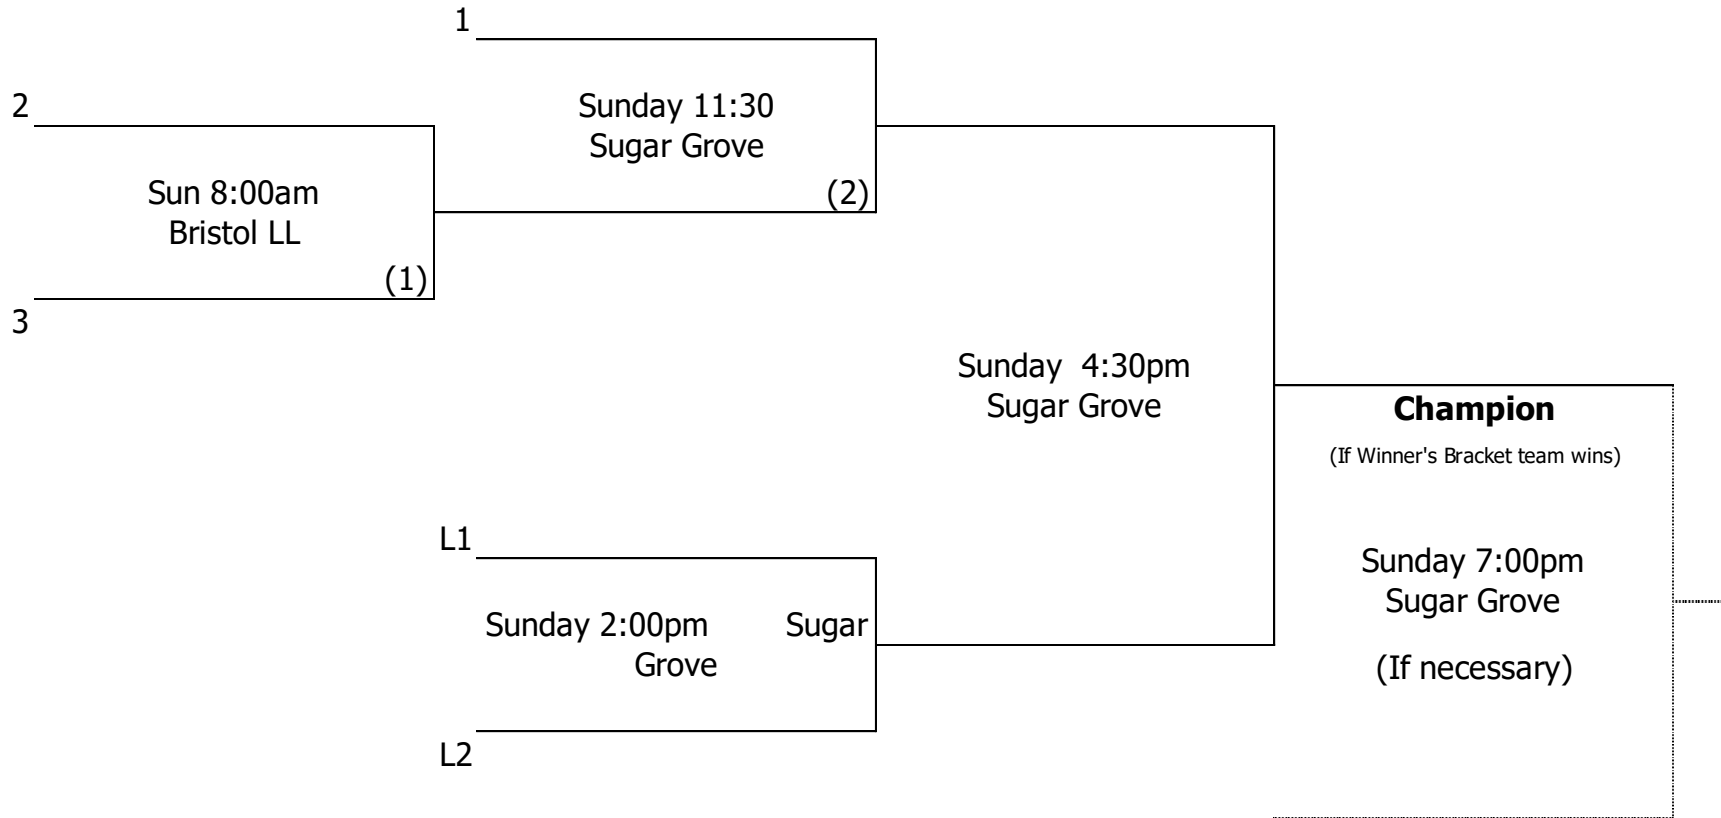 1
2
Sunday 11:30
Sugar Grove
(2)
Sun 8:00am
Bristol LL
(1)
3
Sunday  4:30pm
Sugar Grove
Champion
(If Winner's Bracket team wins)
L1
Sunday 2:00pm        Sugar
Grove
L2
Sunday 7:00pm
Sugar Grove
(If necessary)